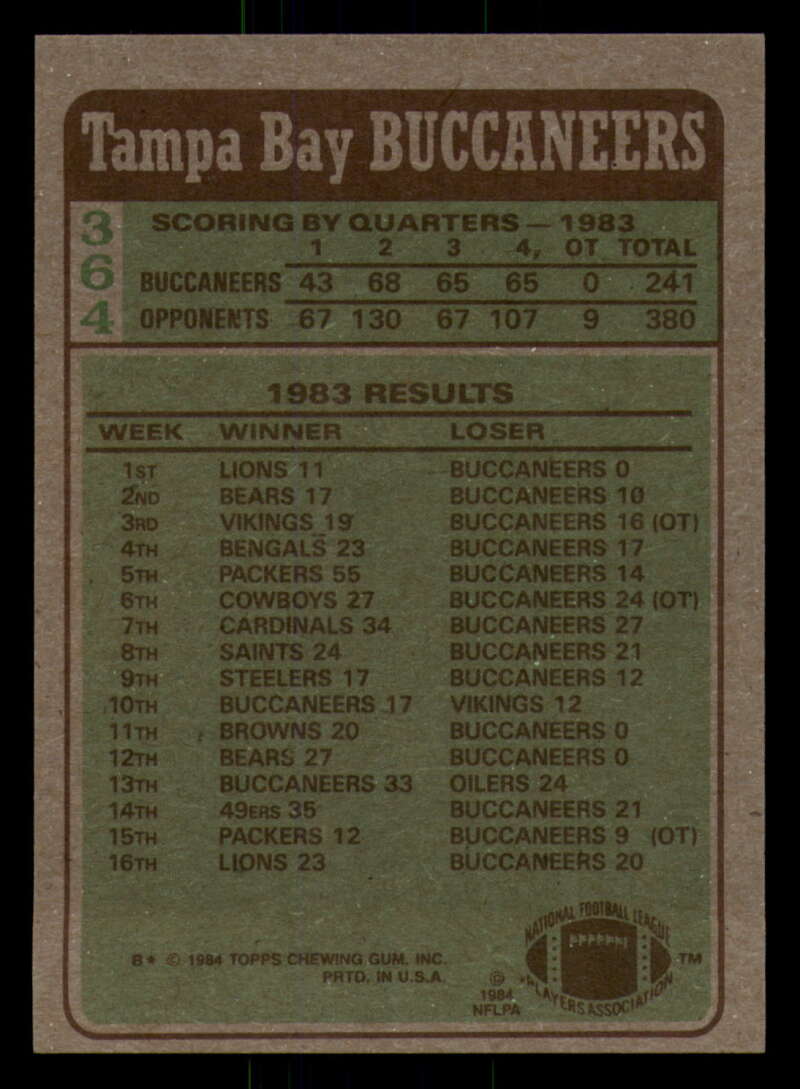 Tampa Bay BUCCANEERS
364
SCORING BY QUARTERS — 1983
1 2 3 4, OT TOTAL
BUCCANEERS 43 68 65 65 0 241
OPPONENTS 67 130 67 107 9 380
1983 RESULTS
WEEK WINNER LOSER
1ST LIONS 11 BUCCANEERS 0
2ND BEARS 17 BUCCANEERS 10
3RD VIKINGS 19 BUCCANEERS 16 (OT)
4TH BENGALS 23 BUCCANEERS 17
5TH PACKERS 55 BUCCANEERS 14
6TH COWBOYS 27 BUCCANEERS 24 (OT)
7TH CARDINALS 34 BUCCANEERS 27
8TH SAINTS 24 BUCCANEERS 21
9TH STEELERS 17 BUCCANEERS 12
10TH BUCCANEERS 17 VIKINGS 12
11TH BROWNS 20 BUCCANEERS 0
12TH BEARS 27 BUCCANEERS 0
13TH BUCCANEERS 33 OILERS 24
14TH 49ERS 35 BUCCANEERS 21
15TH PACKERS 12 BUCCANEERS 9 (OT)
16TH LIONS 23 BUCCANEERS 20
B* © 1984 TOPPS CHEWING GUM, INC.
PRTD. IN U.S.A.
© 1984 NFLPA
NATIONAL FOOTBALL LEAGUE
PLAYERS ASSOCIATION
TM